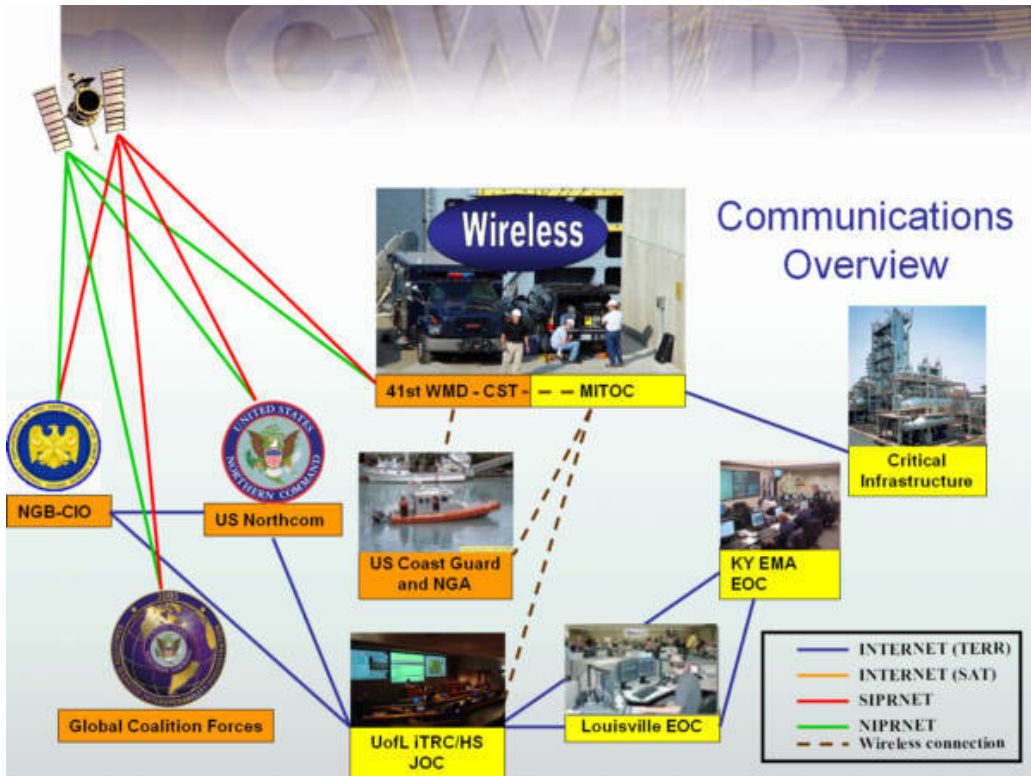 CWID
Wireless
Communications
Overview
41st WMD - CST
MITOC
Critical
Infrastructure
NGB-CIO
UNITED STATES
NORTHERN COMMAND
US Northcom
US Coast Guard
and NGA
KY EMA
EOC
Global Coalition Forces
UofL iTRC/HS
JOC
Louisville EOC
INTERNET (TERR)
INTERNET (SAT)
SIPRNET
NIPRNET
Wireless connection